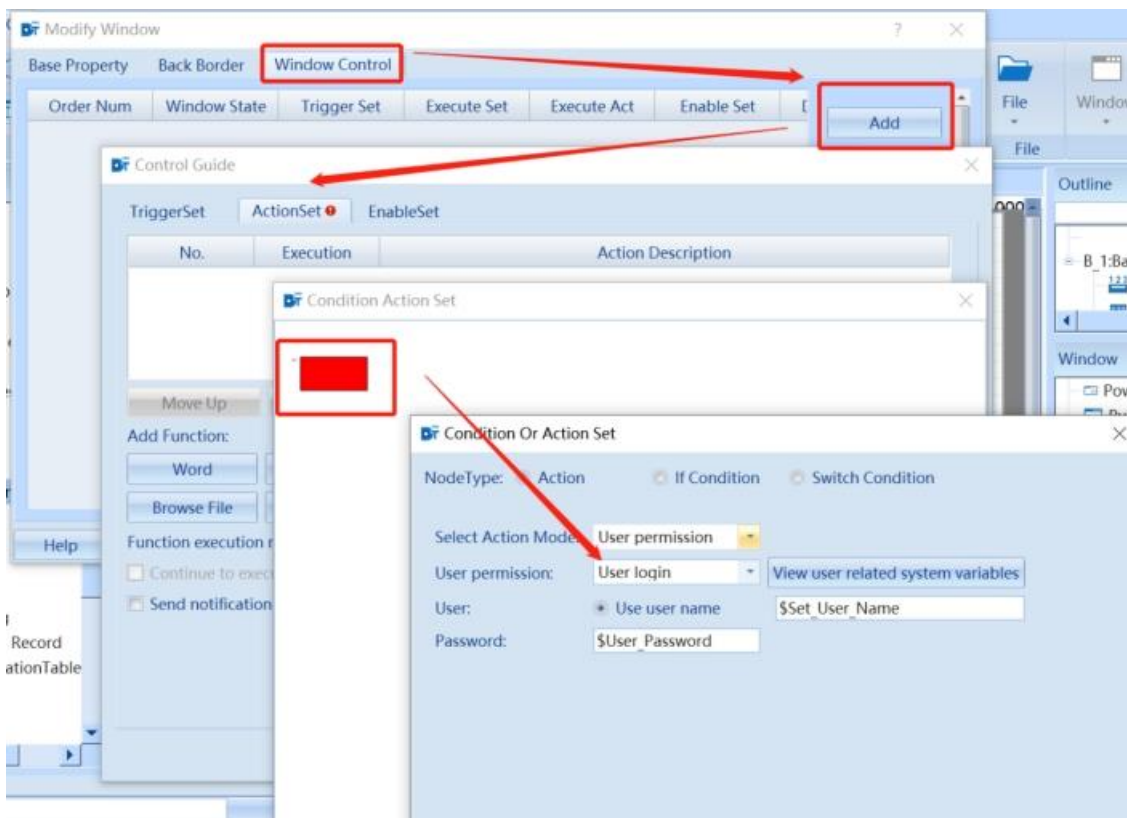 Modify Window ?
Base Property Back Border Window Control
Order Num Window State Trigger Set Execute Set Execute Act Enable Set
Add
File
File
Control Guide
Outline
TriggerSet ActionSet EnableSet
No. Execution Action Description
B_1:Ba
Condition Action Set
Window
Pov
Move Up
Add Function:
Condition Or Action Set
Word
NodeType: Action If Condition Switch Condition
Browse File
Help
Function execution
Select Action Mode: User permission
Continue to exec
User permission: User login View user related system variables
Send notification
User: Use user name $Set_User_Name
Record
Password: $User_Password
ationTable